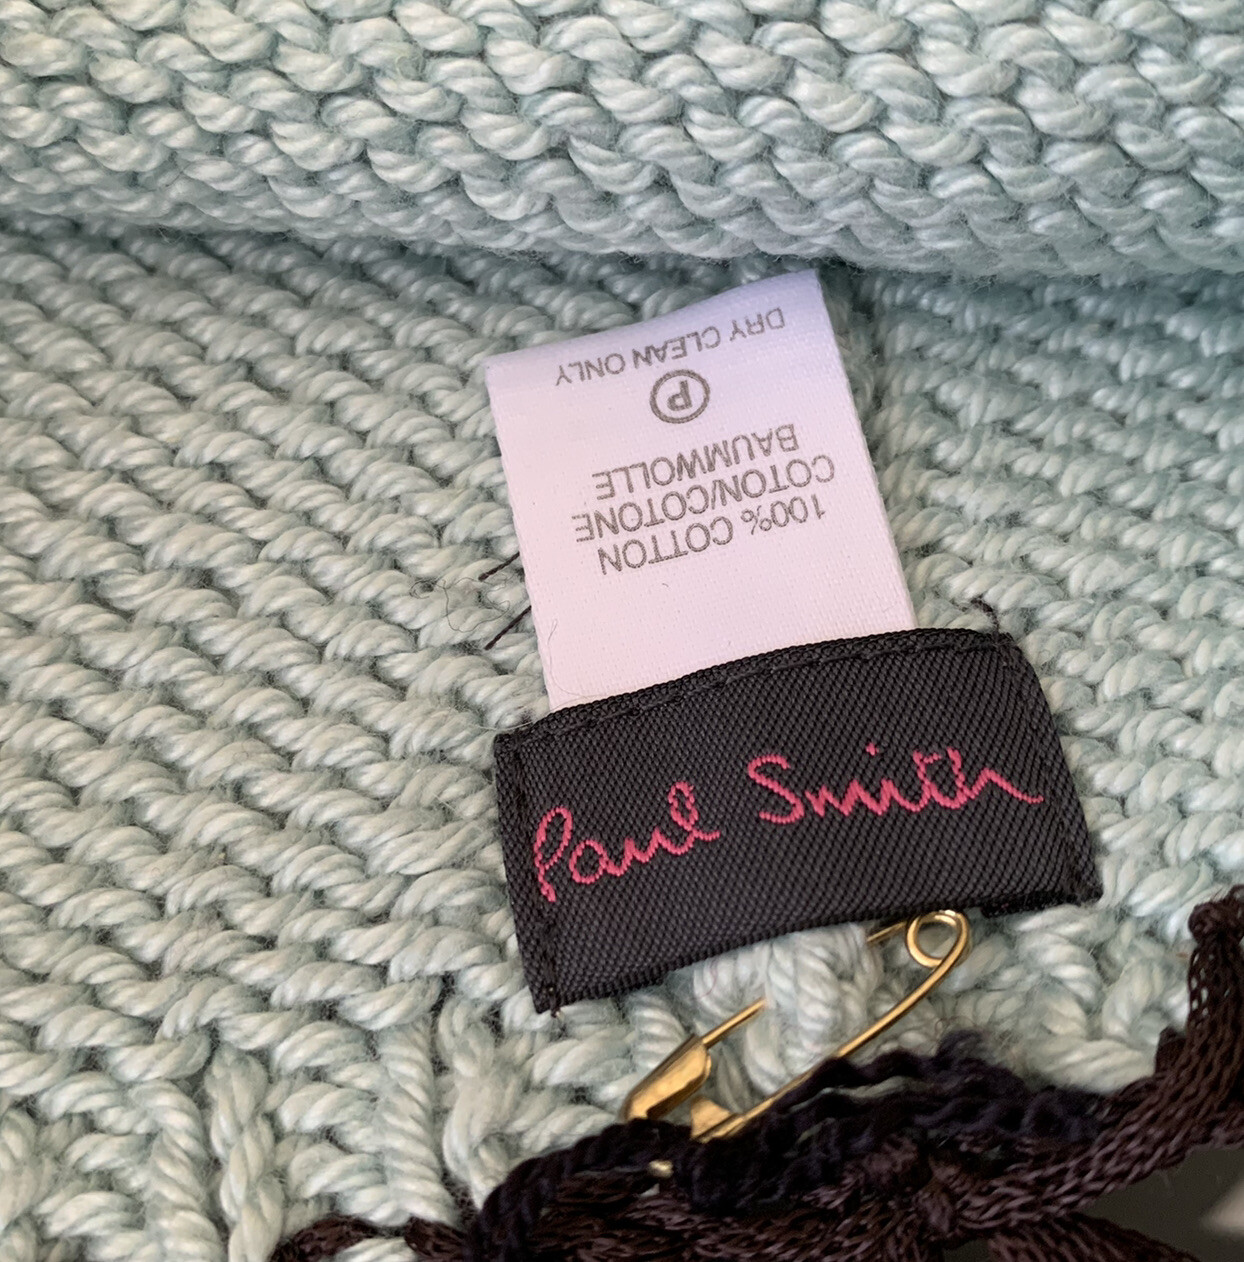 Paul Smith
100% COTTON
COTON/COTONE
BAUMWOLLE
P
DRY CLEAN ONLY